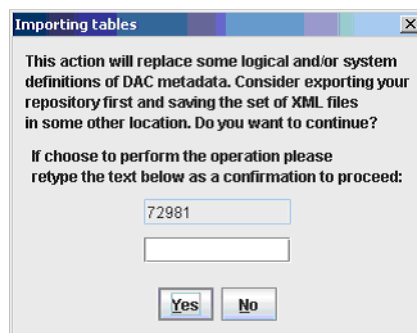 Importing tables
This action will replace some logical and/or system
definitions of DAC metadata. Consider exporting your
repository first and saving the set of XML files
in some other location. Do you want to continue?
If choose to perform the operation please
retype the text below as a confirmation to proceed:
72981
Yes No